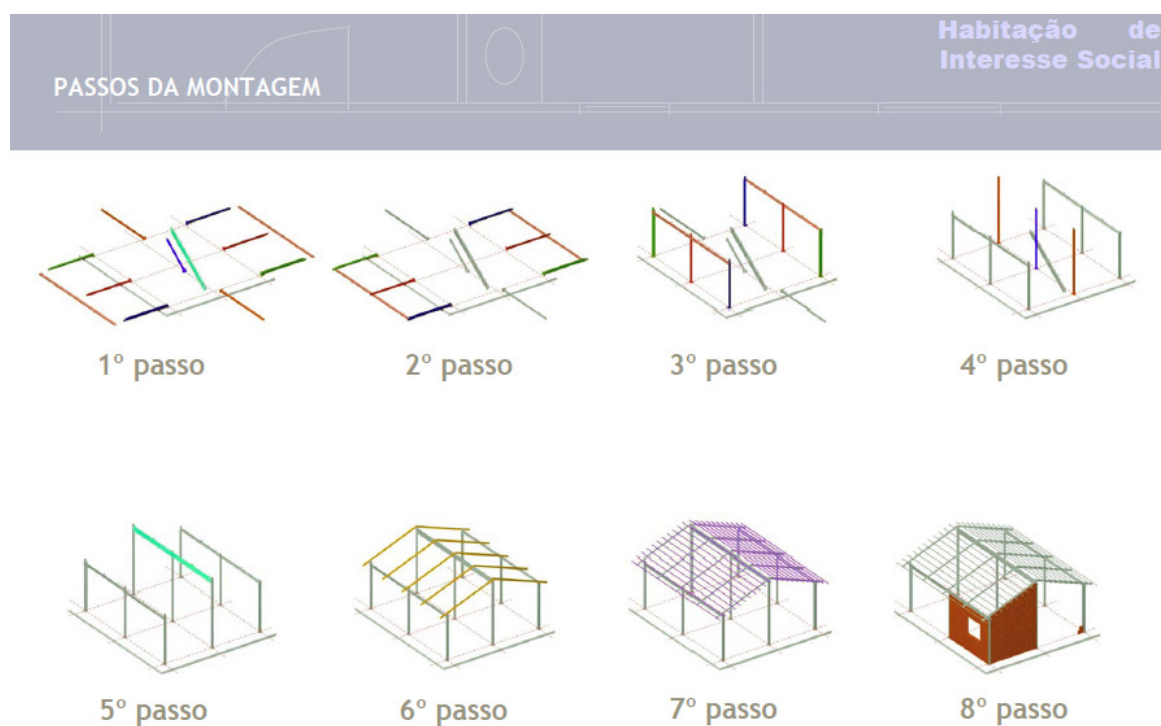 Habitação de
Interesse Social
PASSOS DA MONTAGEM
1º passo
2º passo
3º passo
4º passo
5º passo
6º passo
7º passo
8º passo